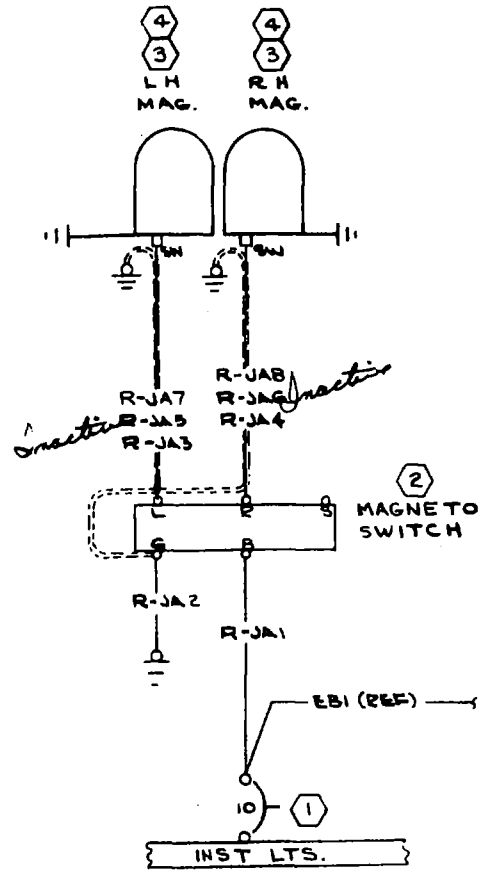 4
3
LH
MAG.
4
3
RH
MAG.
SW
SW
R-JA7
R-JA5
R-JA3
Inactive
R-JA8
R-JA6
R-JA4
Inactive
2
MAGNETO
SWITCH
L
R
S
G
B
R-JA2
R-JA1
EB1 (REF)
10
1
INST LTS.